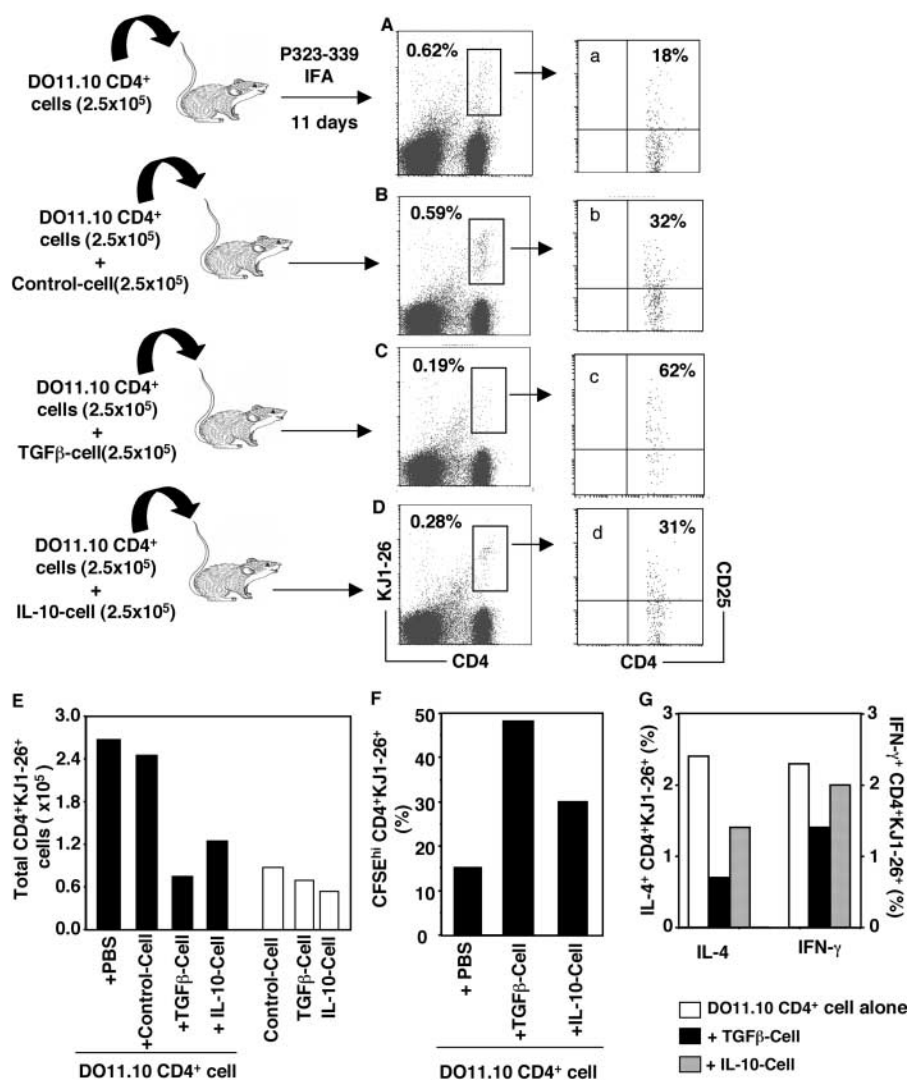 A
0.62%
P323-339
IFA
11 days
a
18%
DO11.10 CD4⁺
cells (2.5x10⁵)
B
0.59%
b
32%
DO11.10 CD4⁺
cells (2.5x10⁵)
+
Control-cell(2.5x10⁵)
C
0.19%
c
62%
DO11.10 CD4⁺
cells (2.5x10⁵)
+
TGFβ-cell(2.5x10⁵)
D
0.28%
d
31%
DO11.10 CD4⁺
cells (2.5x10⁵)
+
IL-10-cell (2.5x10⁵)
KJ1-26
CD4
CD25
CD4
E
Total CD4⁺KJ1-26⁺
cells ( x10⁵)
3.0
2.4
1.8
1.2
0.6
0.0
+PBS
+Control-Cell
+TGFβ-Cell
+ IL-10-Cell
Control-Cell
TGFβ-Cell
IL-10-Cell
DO11.10 CD4⁺ cell
F
CFSEʰⁱ CD4⁺KJ1-26⁺
(%)
50
40
30
20
10
0
+ PBS
+TGFβ-Cell
+IL-10-Cell
DO11.10 CD4⁺ cell
G
IL-4⁺ CD4⁺KJ1-26⁺ (%)
3
2
1
0
IL-4
IFN-γ
3
2
1
0
IFN-γ⁺ CD4⁺KJ1-26⁺
(%)
DO11.10 CD4⁺ cell alone
+ TGFβ-Cell
+ IL-10-Cell